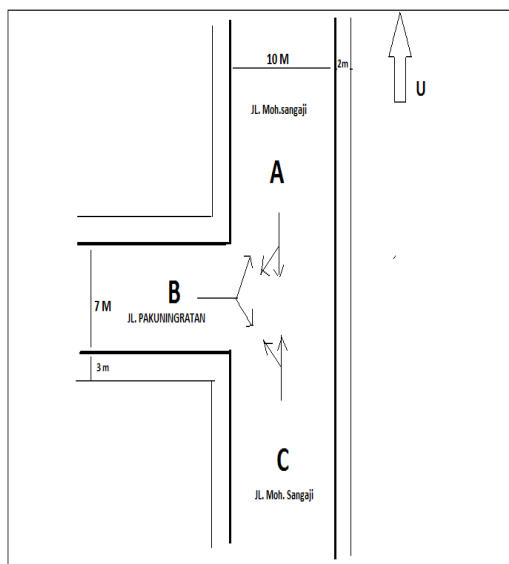 10 M
2m
U
JL. Moh.sangaji
A
B
7 M
JL. PAKUNINGRATAN
3 m
C
JL. Moh. Sangaji